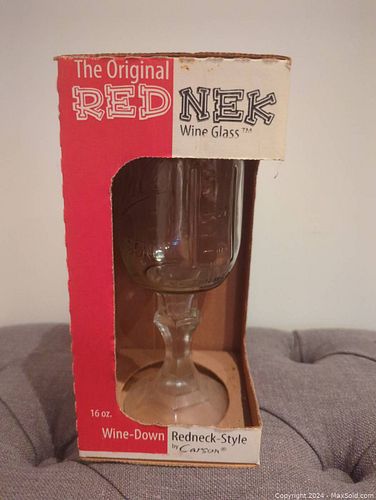 The Original
RED NEK
Wine Glass™
16 oz.
Wine-Down Redneck-Style
by Carson®
Copyright 2024 - MaxSold.com